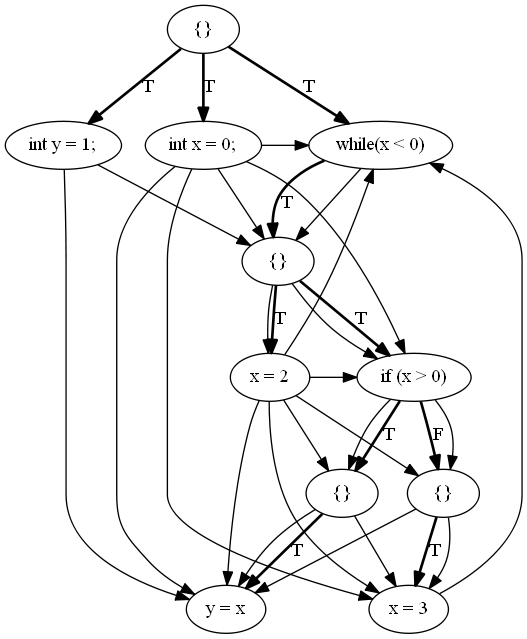 {}
T
T
T
int y = 1;
int x = 0;
while(x < 0)
T
{}
T
T
x = 2
if (x > 0)
T
F
{}
{}
T
T
y = x
x = 3